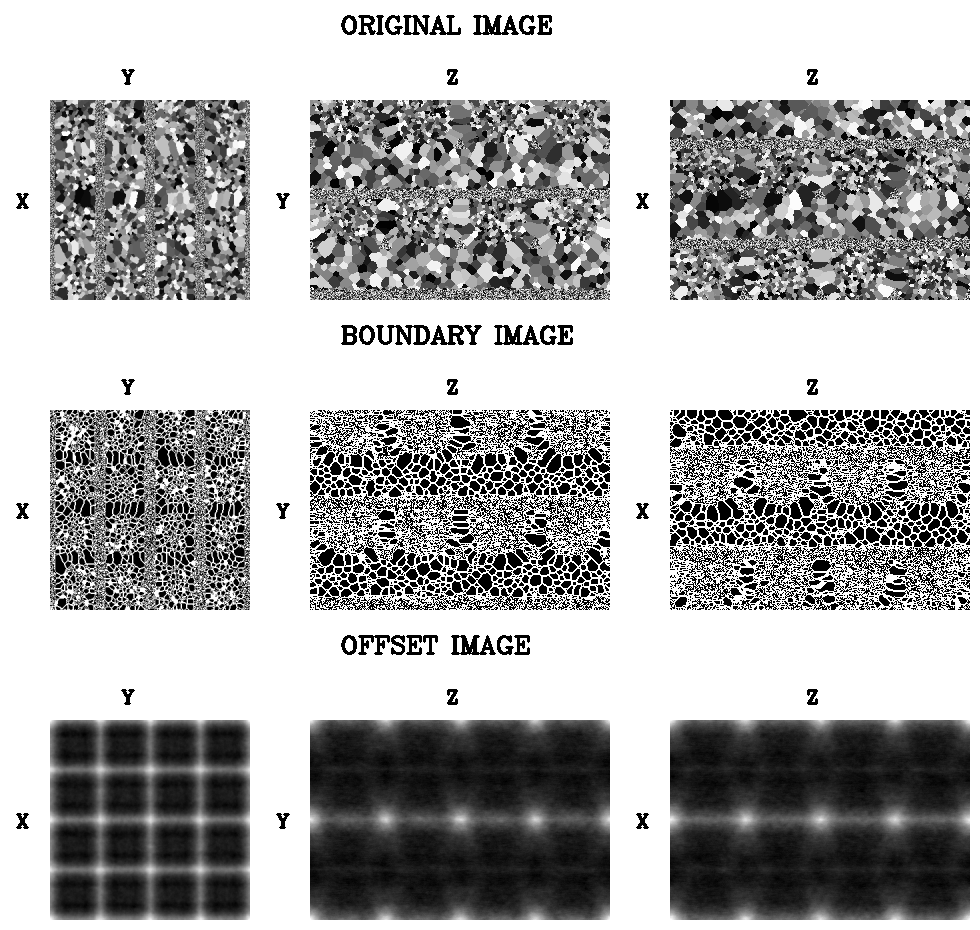 ORIGINAL IMAGE
Y Z Z
X Y X
BOUNDARY IMAGE
Y Z Z
X Y X
OFFSET IMAGE
Y Z Z
X Y X